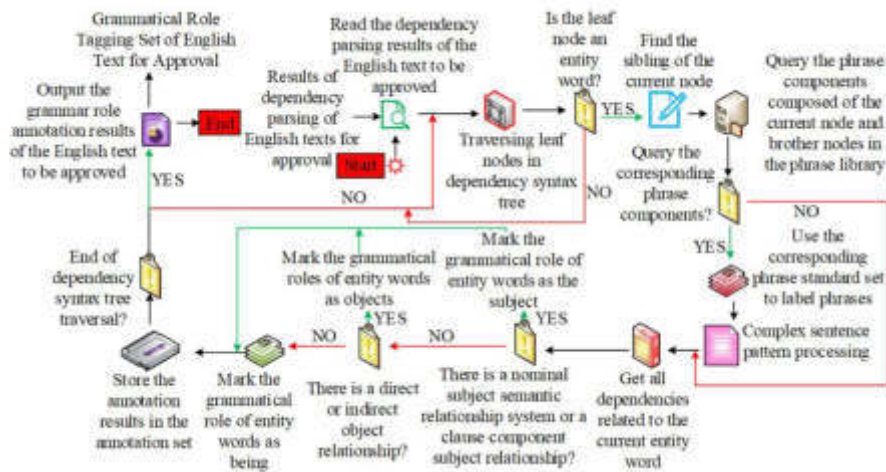 Grammatical Role
Tagging Set of English
Text for Approval
Output the
grammar role
annotation results
of the English text
to be approved
End
YES
Read the dependency
parsing results of the
English text to be
approved
Results of
dependency
parsing of
English texts for
approval
Start
NO
Traversing leaf
nodes in
dependency syntax
tree
Is the leaf
node an
entity word?
YES
NO
Find the
sibling of the
current node
Query the phrase
components
composed of the
current node and
brother nodes in
the phrase library
Query the
corresponding
phrase
components?
NO
YES
Use the
corresponding
phrase standard set
to label phrases
Complex sentence
pattern processing
Get all
dependencies
related to the
current entity
word
Mark the
grammatical role of
entity words as the
subject
YES
NO
There is a nominal
subject semantic
relationship system or a
clause component
subject relationship?
Mark the grammatical
roles of entity words
as objects
YES
NO
There is a direct
or indirect
object
relationship?
Mark the
grammatical
role of entity
words as
being
Store the
annotation
results in the
annotation set
End of
dependency
syntax tree
traversal?